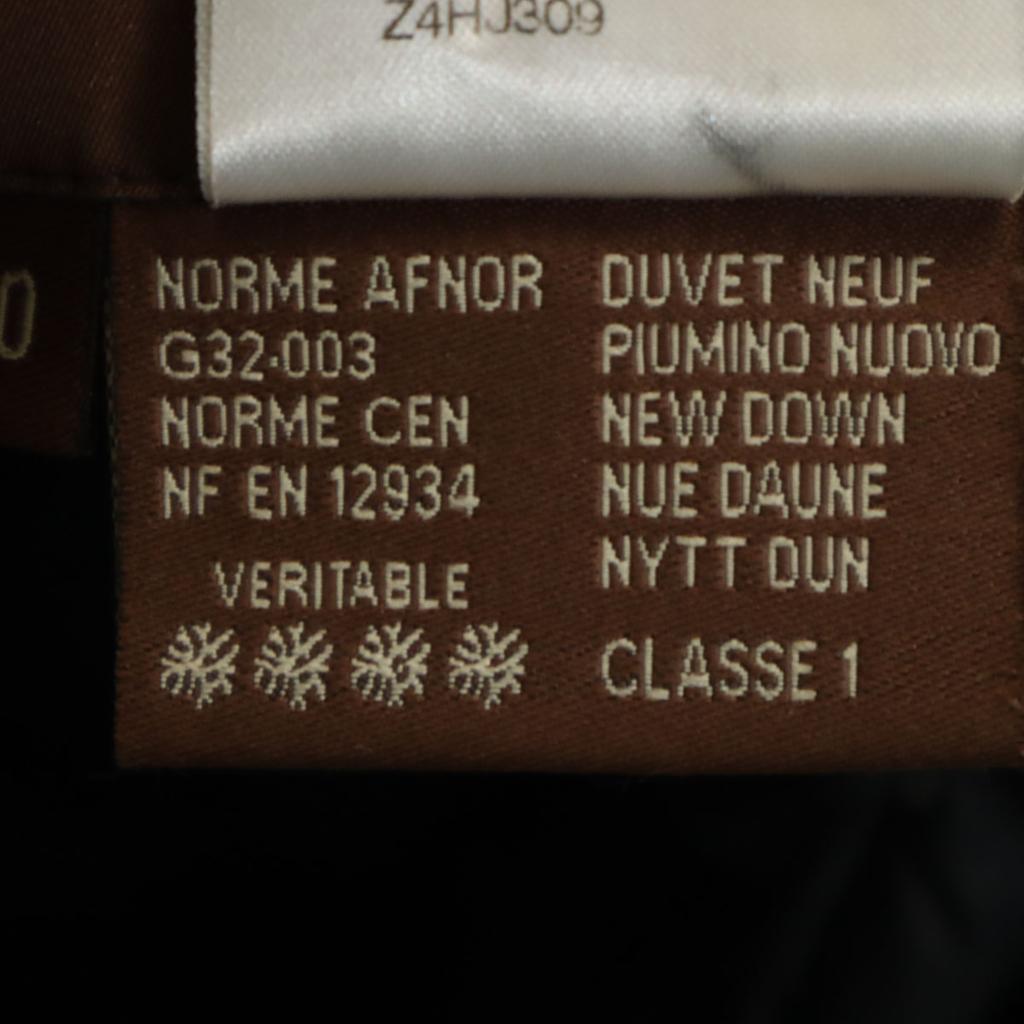 Z4HJ309
0
NORME AFNOR
G32-003
NORME CEN
NF EN 12934
VERITABLE
DUVET NEUF
PIUMINO NUOVO
NEW DOWN
NUE DAUNE
NYTT DUN
CLASSE 1